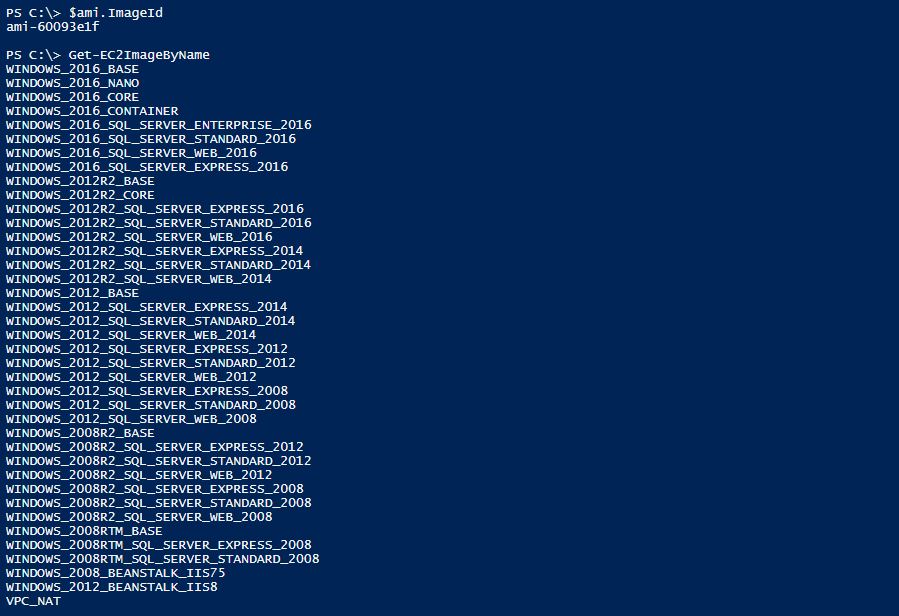 PS C:\> $ami.ImageId
ami-60093e1f
PS C:\> Get-EC2ImageByName
WINDOWS_2016_BASE
WINDOWS_2016_NANO
WINDOWS_2016_CORE
WINDOWS_2016_CONTAINER
WINDOWS_2016_SQL_SERVER_ENTERPRISE_2016
WINDOWS_2016_SQL_SERVER_STANDARD_2016
WINDOWS_2016_SQL_SERVER_WEB_2016
WINDOWS_2016_SQL_SERVER_EXPRESS_2016
WINDOWS_2012R2_BASE
WINDOWS_2012R2_CORE
WINDOWS_2012R2_SQL_SERVER_EXPRESS_2016
WINDOWS_2012R2_SQL_SERVER_STANDARD_2016
WINDOWS_2012R2_SQL_SERVER_WEB_2016
WINDOWS_2012R2_SQL_SERVER_EXPRESS_2014
WINDOWS_2012R2_SQL_SERVER_STANDARD_2014
WINDOWS_2012R2_SQL_SERVER_WEB_2014
WINDOWS_2012_BASE
WINDOWS_2012_SQL_SERVER_EXPRESS_2014
WINDOWS_2012_SQL_SERVER_STANDARD_2014
WINDOWS_2012_SQL_SERVER_WEB_2014
WINDOWS_2012_SQL_SERVER_EXPRESS_2012
WINDOWS_2012_SQL_SERVER_STANDARD_2012
WINDOWS_2012_SQL_SERVER_WEB_2012
WINDOWS_2012_SQL_SERVER_EXPRESS_2008
WINDOWS_2012_SQL_SERVER_STANDARD_2008
WINDOWS_2012_SQL_SERVER_WEB_2008
WINDOWS_2008R2_BASE
WINDOWS_2008R2_SQL_SERVER_EXPRESS_2012
WINDOWS_2008R2_SQL_SERVER_STANDARD_2012
WINDOWS_2008R2_SQL_SERVER_WEB_2012
WINDOWS_2008R2_SQL_SERVER_EXPRESS_2008
WINDOWS_2008R2_SQL_SERVER_STANDARD_2008
WINDOWS_2008R2_SQL_SERVER_WEB_2008
WINDOWS_2008RTM_BASE
WINDOWS_2008RTM_SQL_SERVER_EXPRESS_2008
WINDOWS_2008RTM_SQL_SERVER_STANDARD_2008
WINDOWS_2008_BEANSTALK_IIS75
WINDOWS_2012_BEANSTALK_IIS8
VPC_NAT